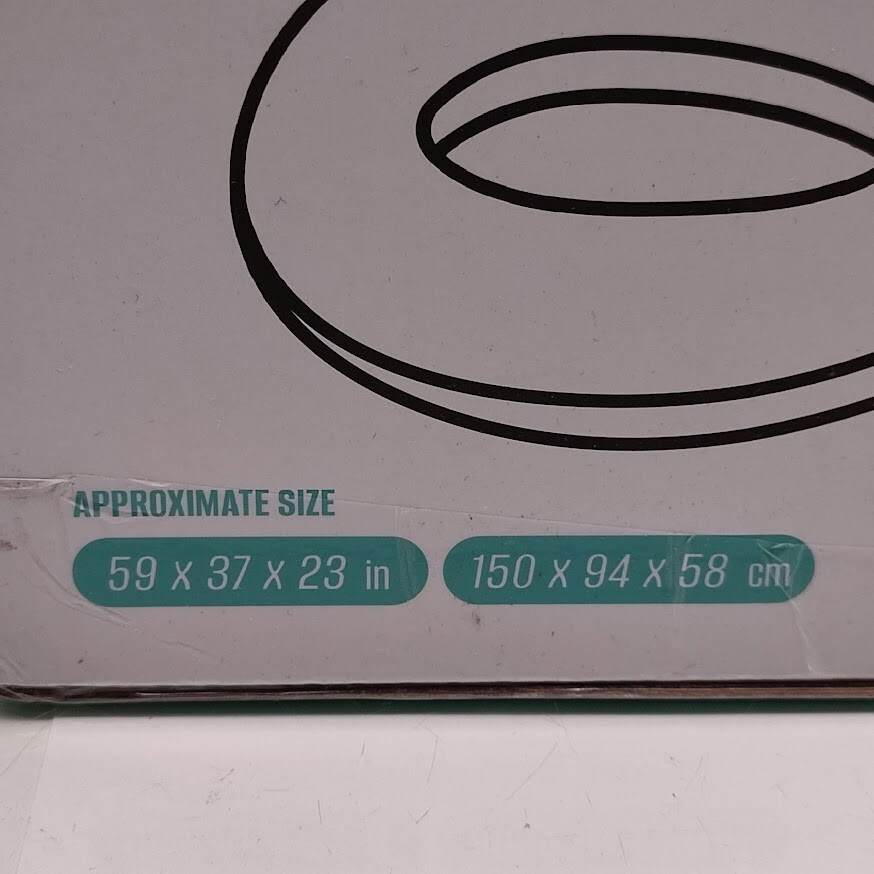 APPROXIMATE SIZE
59 x 37 x 23 in 150 x 94 x 58 cm